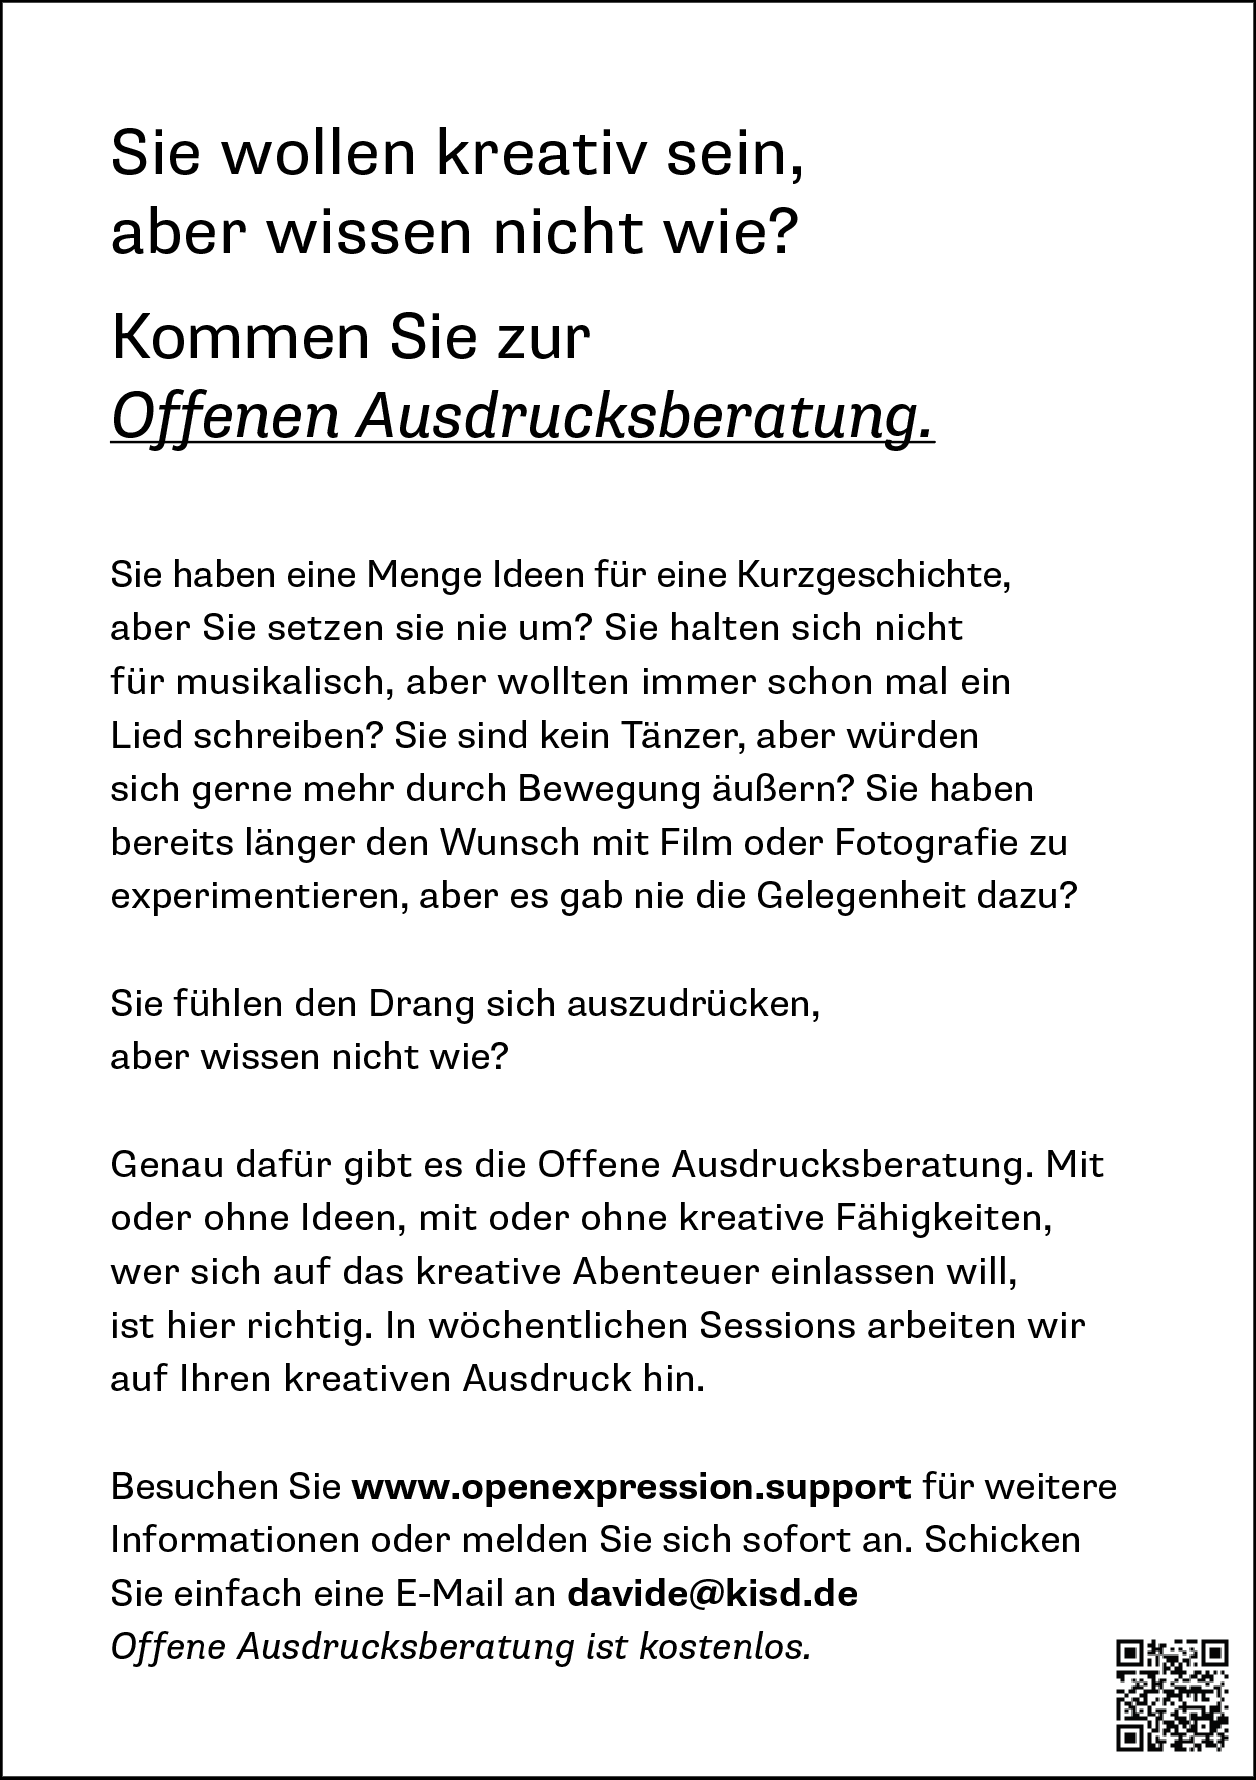 Sie wollen kreativ sein,
aber wissen nicht wie?
Kommen Sie zur
Offenen Ausdrucksberatung.
Sie haben eine Menge Ideen für eine Kurzgeschichte,
aber Sie setzen sie nie um? Sie halten sich nicht
für musikalisch, aber wollten immer schon mal ein
Lied schreiben? Sie sind kein Tänzer, aber würden
sich gerne mehr durch Bewegung äußern? Sie haben
bereits länger den Wunsch mit Film oder Fotografie zu
experimentieren, aber es gab nie die Gelegenheit dazu?
Sie fühlen den Drang sich auszudrücken,
aber wissen nicht wie?
Genau dafür gibt es die Offene Ausdrucksberatung. Mit
oder ohne Ideen, mit oder ohne kreative Fähigkeiten,
wer sich auf das kreative Abenteuer einlassen will,
ist hier richtig. In wöchentlichen Sessions arbeiten wir
auf Ihren kreativen Ausdruck hin.
Besuchen Sie www.openexpression.support für weitere
Informationen oder melden Sie sich sofort an. Schicken
Sie einfach eine E-Mail an davide@kisd.de
Offene Ausdrucksberatung ist kostenlos.